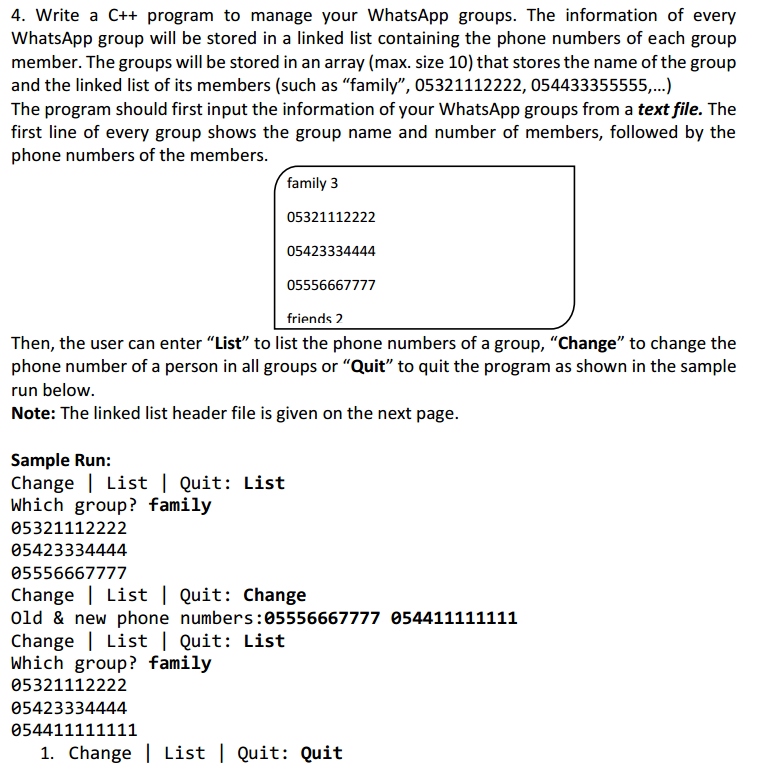 4. Write a C++ program to manage your WhatsApp groups. The information of every
WhatsApp group will be stored in a linked list containing the phone numbers of each group
member. The groups will be stored in an array (max. size 10) that stores the name of the group
and the linked list of its members (such as “family”, 05321112222, 054433355555,...)
The program should first input the information of your WhatsApp groups from a text file. The
first line of every group shows the group name and number of members, followed by the
phone numbers of the members.
family 3
05321112222
05423334444
05556667777
friends 2
Then, the user can enter “List” to list the phone numbers of a group, “Change” to change the
phone number of a person in all groups or “Quit” to quit the program as shown in the sample
run below.
Note: The linked list header file is given on the next page.
Sample Run:
Change | List | Quit: List
Which group? family
05321112222
05423334444
05556667777
Change | List | Quit: Change
Old & new phone numbers:05556667777 054411111111
Change | List | Quit: List
Which group? family
05321112222
05423334444
054411111111
1. Change | List | Quit: Quit